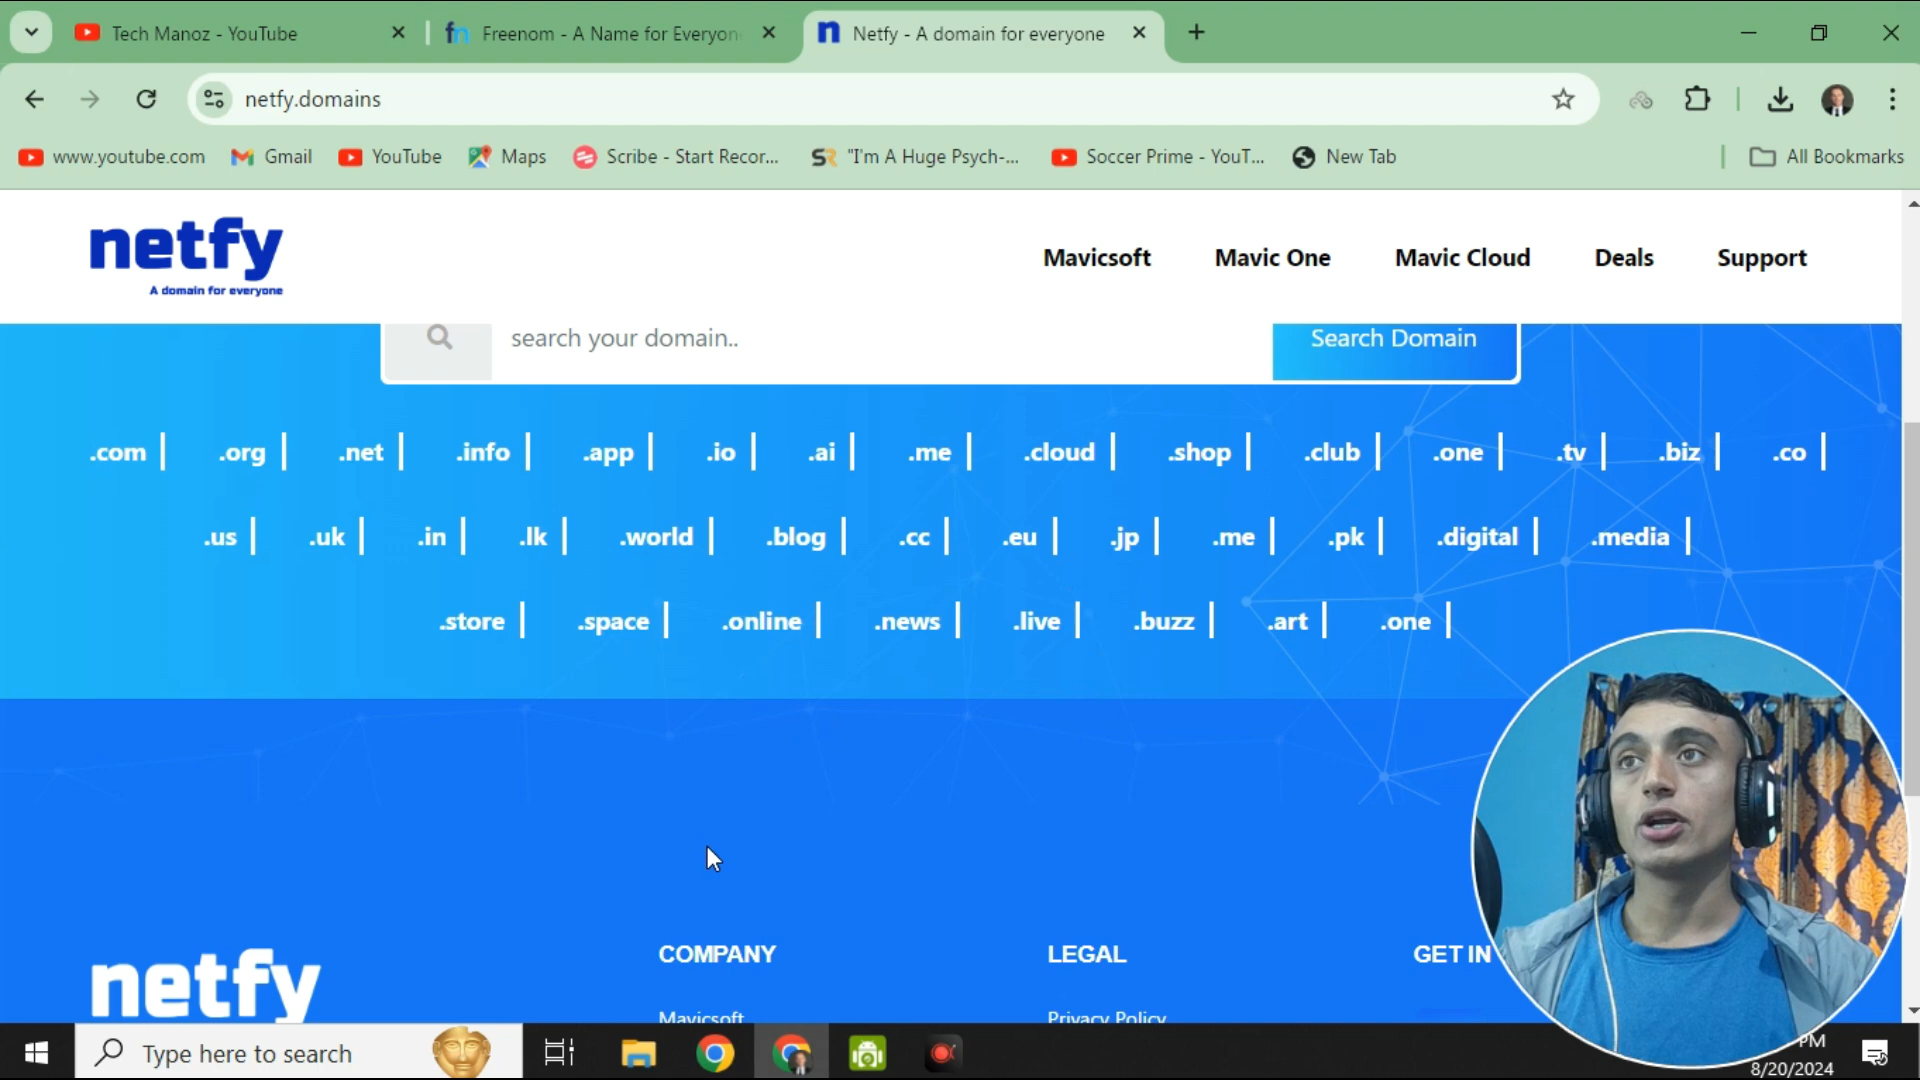 Tech Manoz - YouTube
Freenom - A Name for Everyon
Netfy - A domain for everyone
netfy.domains
www.youtube.com
Gmail
YouTube
Maps
Scribe - Start Recor...
"I'm A Huge Psych-...
Soccer Prime - YouT...
New Tab
All Bookmarks
netfy
A domain for everyone
Mavicsoft
Mavic One
Mavic Cloud
Deals
Support
search your domain..
Search Domain
.com | .org | .net | .info | .app | .io | .ai | .me | .cloud | .shop | .club | .one | .tv | .biz | .co |
.us | .uk | .in | .lk | .world | .blog | .cc | .eu | .jp | .me | .pk | .digital | .media |
.store | .space | .online | .news | .live | .buzz | .art | .one |
netfy
COMPANY
LEGAL
GET IN
Mavicsoft
Privacy Policy
Type here to search
PM
8/20/2024